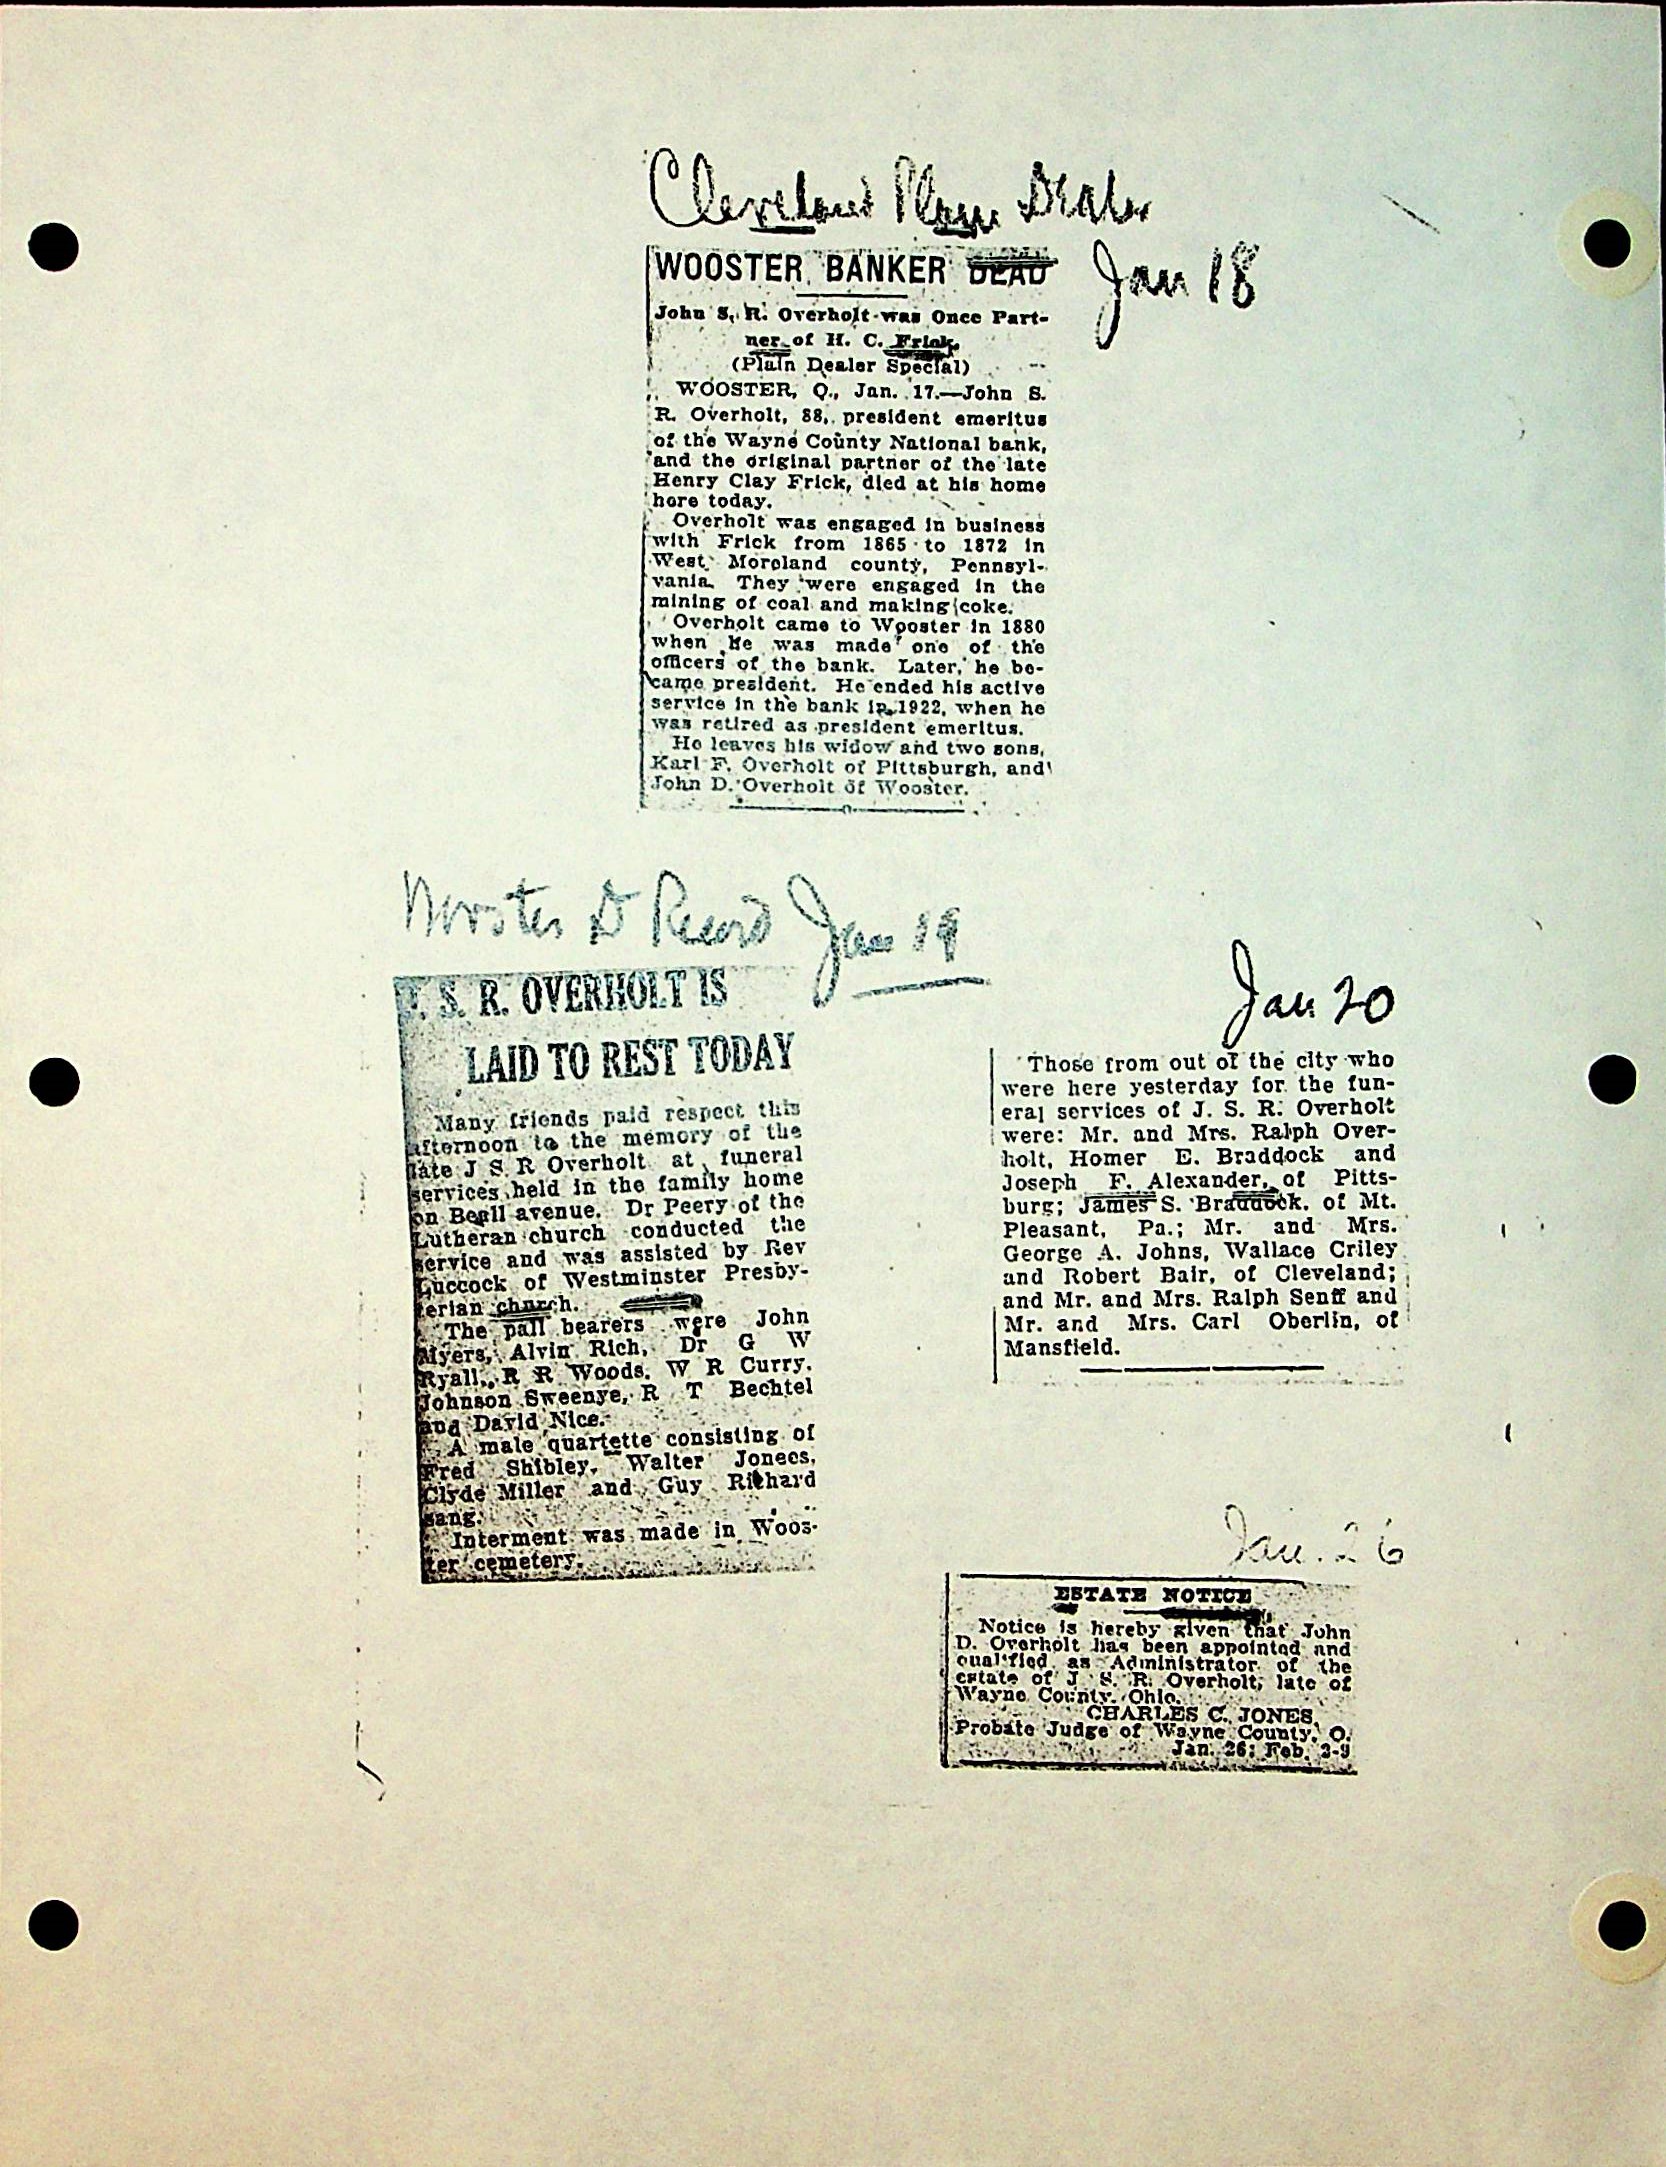 Cleveland Plain Dealer
Jan 18
WOOSTER BANKER DEAD
John S. R. Overholt was Once Part-
ner of H. C. Frick.
(Plain Dealer Special)
WOOSTER, O., Jan. 17.—John S.
R. Overholt, 88, president emeritus
of the Wayne County National bank,
and the original partner of the late
Henry Clay Frick, died at his home
here today.
Overholt was engaged in business
with Frick from 1865 to 1872 in
West Moreland county, Pennsyl-
vania. They were engaged in the
mining of coal and making coke.
Overholt came to Wooster in 1880
when he was made one of the
officers of the bank. Later, he be-
came president. He ended his active
service in the bank in 1922, when he
was retired as president emeritus.
He leaves his widow and two sons,
Karl F. Overholt of Pittsburgh, and
John D. Overholt of Wooster.
Wooster D Record Jan 19
J. S. R. OVERHOLT IS
LAID TO REST TODAY
Many friends paid respect this
afternoon to the memory of the
late J S R Overholt at funeral
services held in the family home
on Beall avenue. Dr Peery of the
Lutheran church conducted the
service and was assisted by Rev
Luccock of Westminster Presby-
terian church.
The pall bearers were John
Myers, Alvin Rich, Dr G W
Ryall, R R Woods, W R Curry,
Johnson Sweenye, R T Bechtel
and David Nice.
A male quartette consisting of
Fred Shibley, Walter Jonees,
Clyde Miller and Guy Richard
sang.
Interment was made in Woos-
ter cemetery.
Jan 20
Those from out of the city who
were here yesterday for the fun-
eral services of J. S. R. Overholt
were: Mr. and Mrs. Ralph Over-
holt, Homer E. Braddock and
Joseph F. Alexander, of Pitts-
burg; James S. Braddock, of Mt.
Pleasant, Pa.; Mr. and Mrs.
George A. Johns, Wallace Criley
and Robert Bair, of Cleveland;
and Mr. and Mrs. Ralph Senff and
Mr. and Mrs. Carl Oberlin, of
Mansfield.
Jan. 26
ESTATE NOTICE
Notice is hereby given that John
D. Overholt has been appointed and
qualified as Administrator of the
estate of J. S. R. Overholt, late of
Wayne County, Ohio.
CHARLES C. JONES,
Probate Judge of Wayne County, O.
Jan. 26; Feb. 2-9